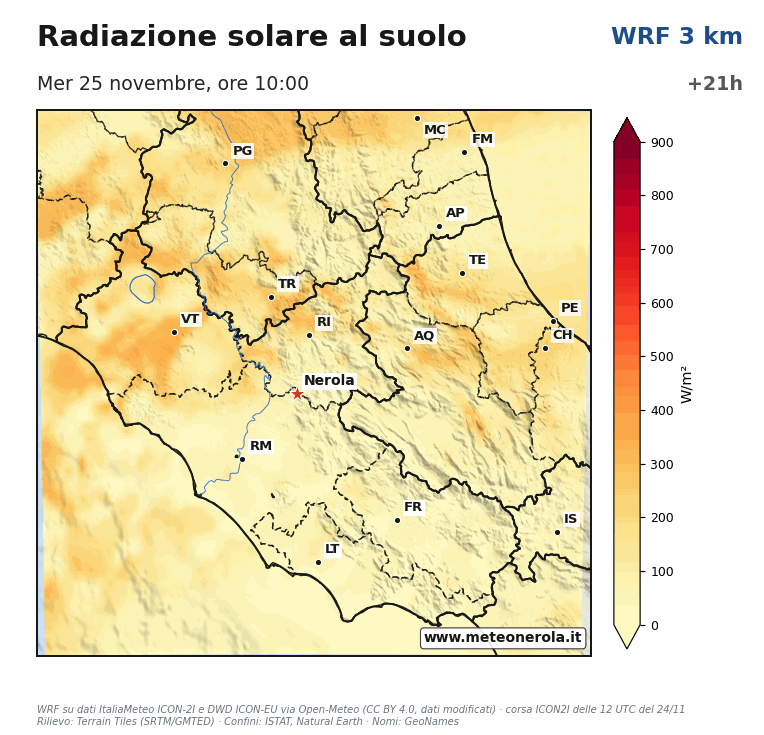 Radiazione solare al suolo
WRF 3 km
Mer 25 novembre, ore 10:00
+21h
MC
FM
PG
AP
TE
TR
PE
VT
RI
AQ
CH
Nerola
RM
FR
IS
LT
www.meteonerola.it
900
800
700
600
500
400
300
200
100
0
W/m²
WRF su dati ItaliaMeteo ICON-2I e DWD ICON-EU via Open-Meteo (CC BY 4.0, dati modificati) · corsa ICON2I delle 12 UTC del 24/11
Rilievo: Terrain Tiles (SRTM/GMTED) · Confini: ISTAT, Natural Earth · Nomi: GeoNames